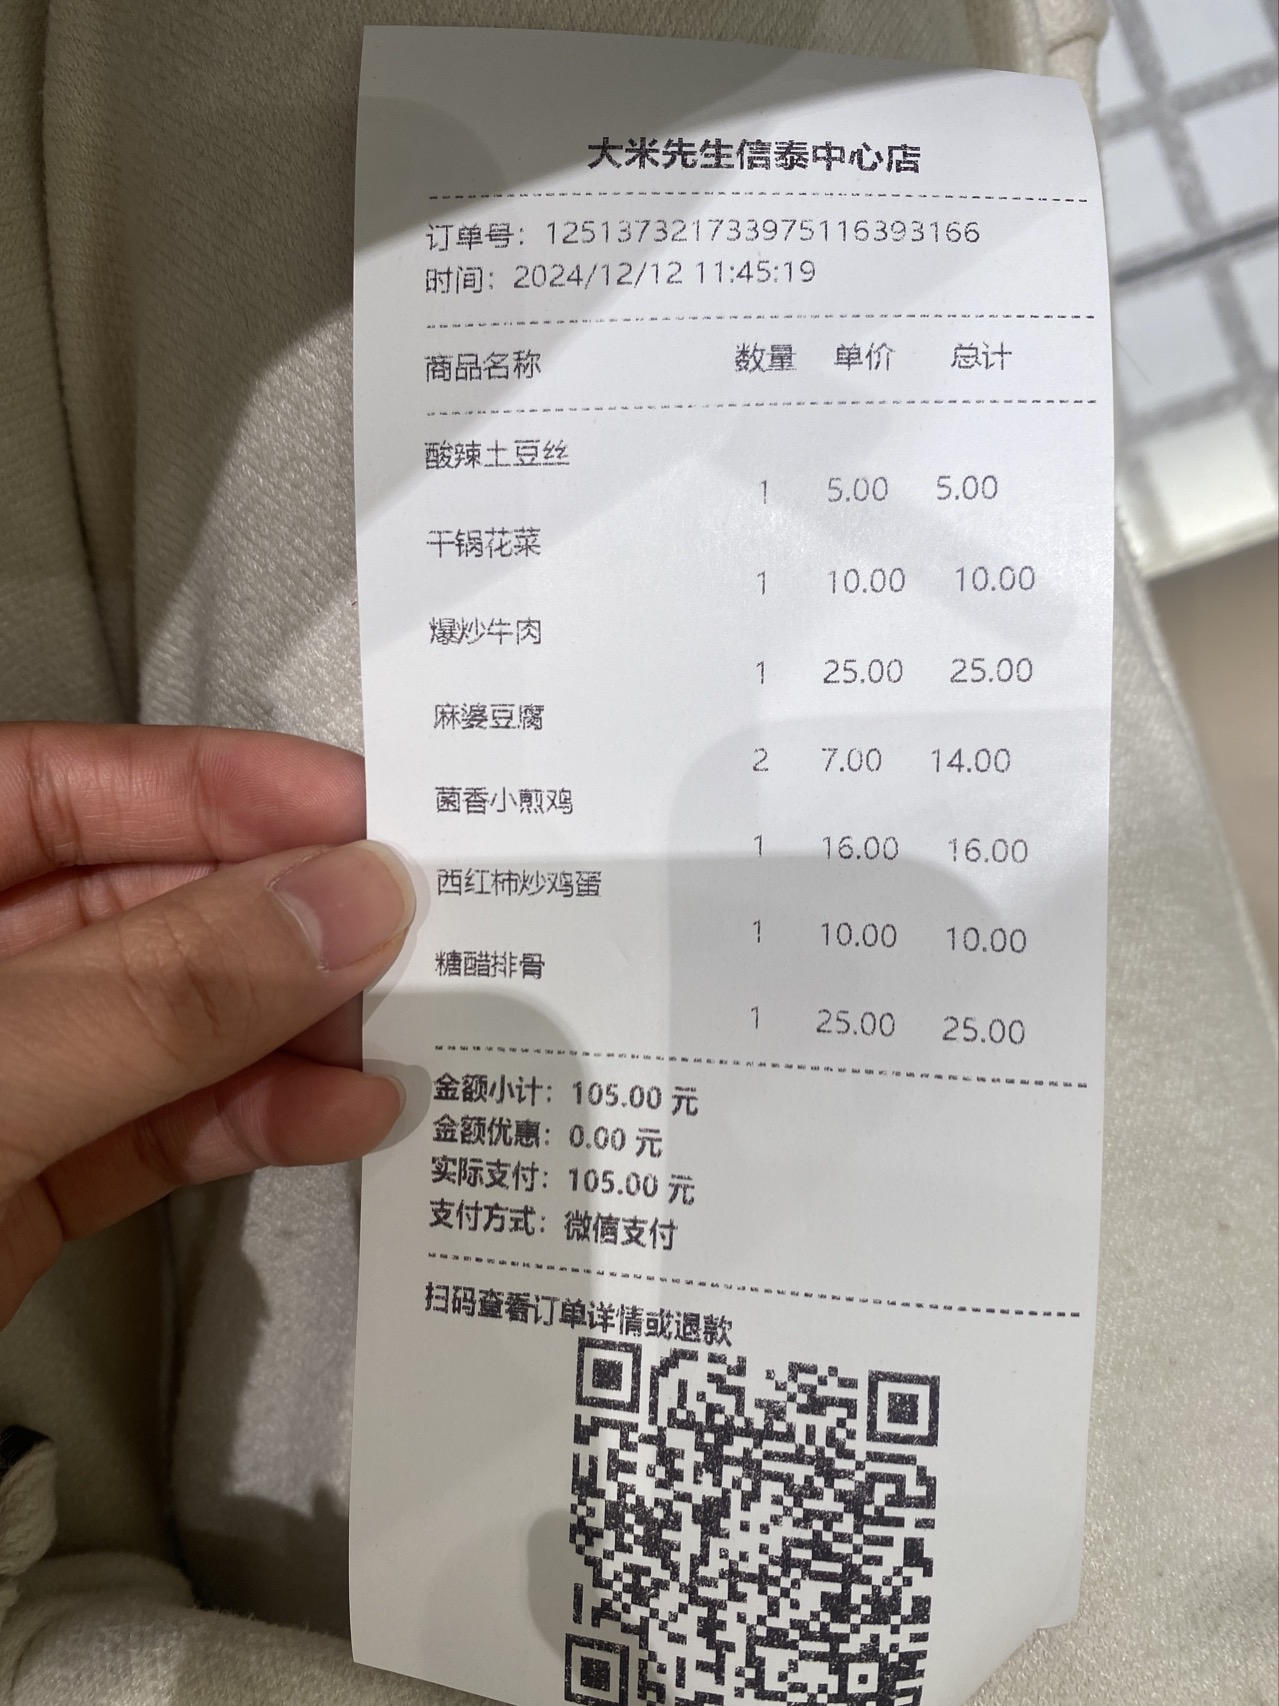 大米先生信泰中心店
订单号：1251373217339751163​93166
时间：2024/12/12 11:45:19
商品名称 数量 单价 总计
酸辣土豆丝
1 5.00 5.00
干锅花菜
1 10.00 10.00
爆炒牛肉
1 25.00 25.00
麻婆豆腐
2 7.00 14.00
菌香小煎鸡
1 16.00 16.00
西红柿炒鸡蛋
1 10.00 10.00
糖醋排骨
1 25.00 25.00
金额小计：105.00 元
金额优惠：0.00 元
实际支付：105.00 元
支付方式：微信支付
扫码查看订单详情或退款